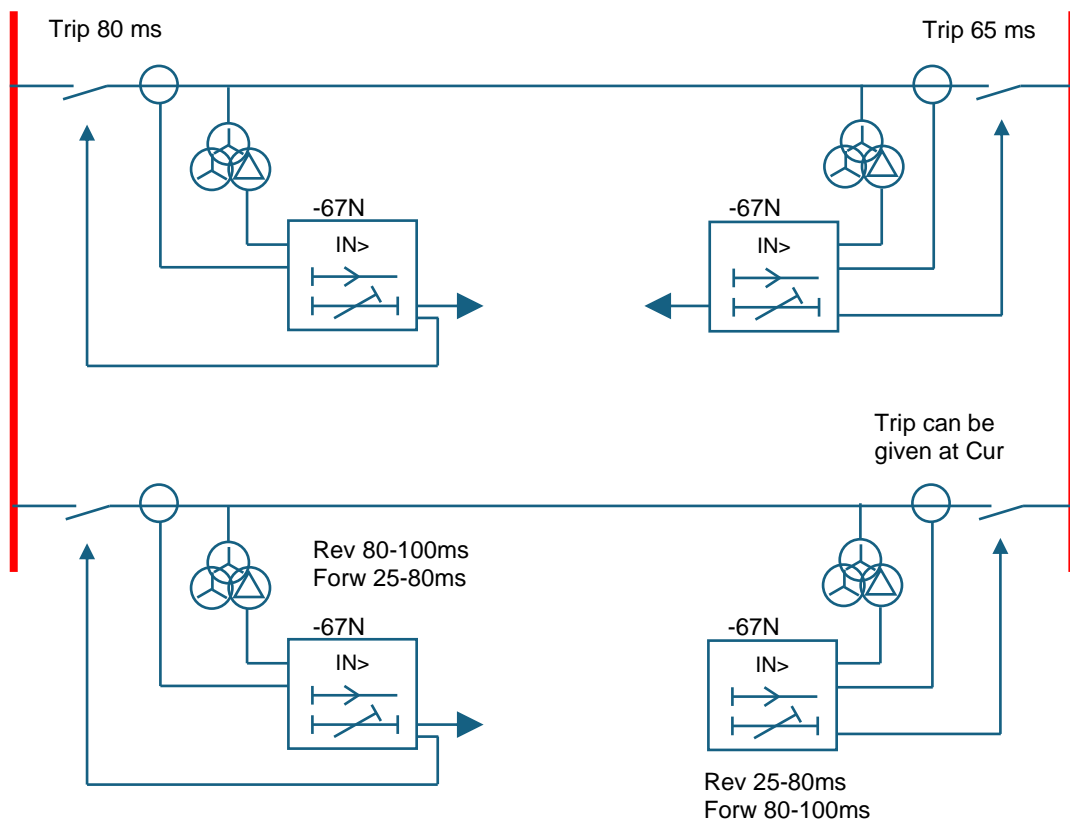 Trip 80 ms
Trip 65 ms
-67N
IN>
-67N
IN>
Trip can be
given at Cur
Rev 80-100ms
Forw 25-80ms
-67N
IN>
-67N
IN>
Rev 25-80ms
Forw 80-100ms